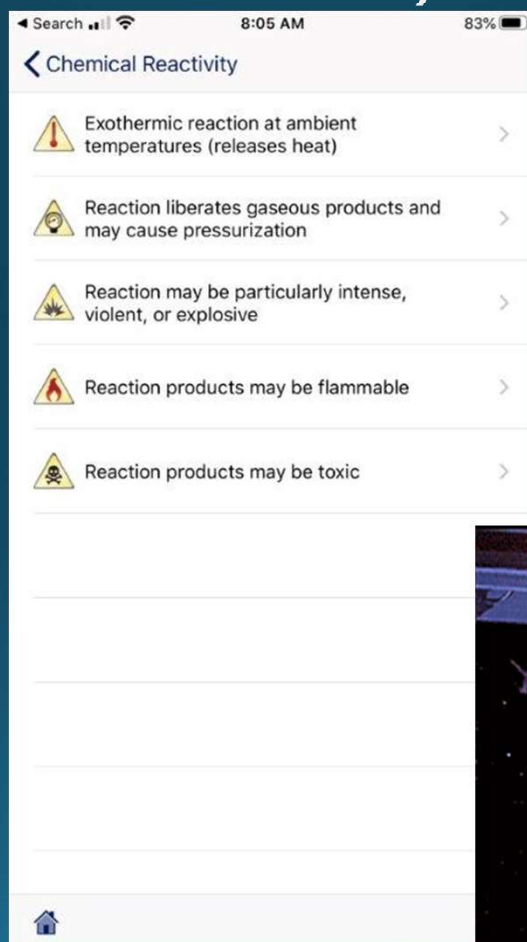 Search
8:05 AM
83%
Chemical Reactivity
Exothermic reaction at ambient
temperatures (releases heat)
Reaction liberates gaseous products and
may cause pressurization
Reaction may be particularly intense,
violent, or explosive
Reaction products may be flammable
Reaction products may be toxic